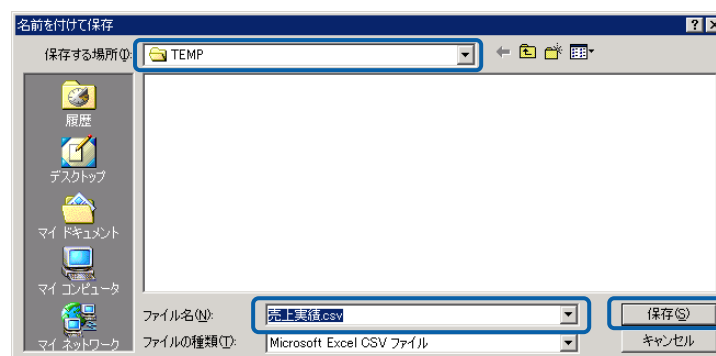 名前を付けて保存
保存する場所(I):
TEMP
履歴
デスクトップ
マイ ドキュメント
マイ コンピュータ
マイ ネットワーク
ファイル名(N):
売上実績.csv
保存(S)
ファイルの種類(T):
Microsoft Excel CSV ファイル
キャンセル